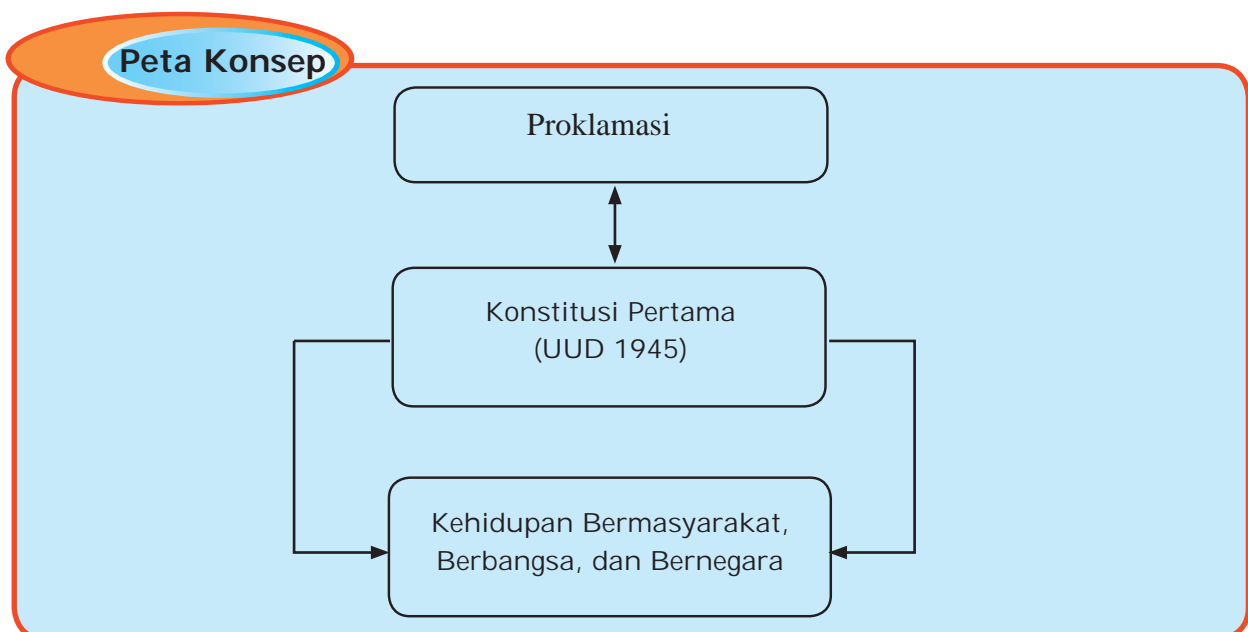 Peta Konsep
Proklamasi
Konstitusi Pertama
(UUD 1945)
Kehidupan Bermasyarakat,
Berbangsa, dan Bernegara